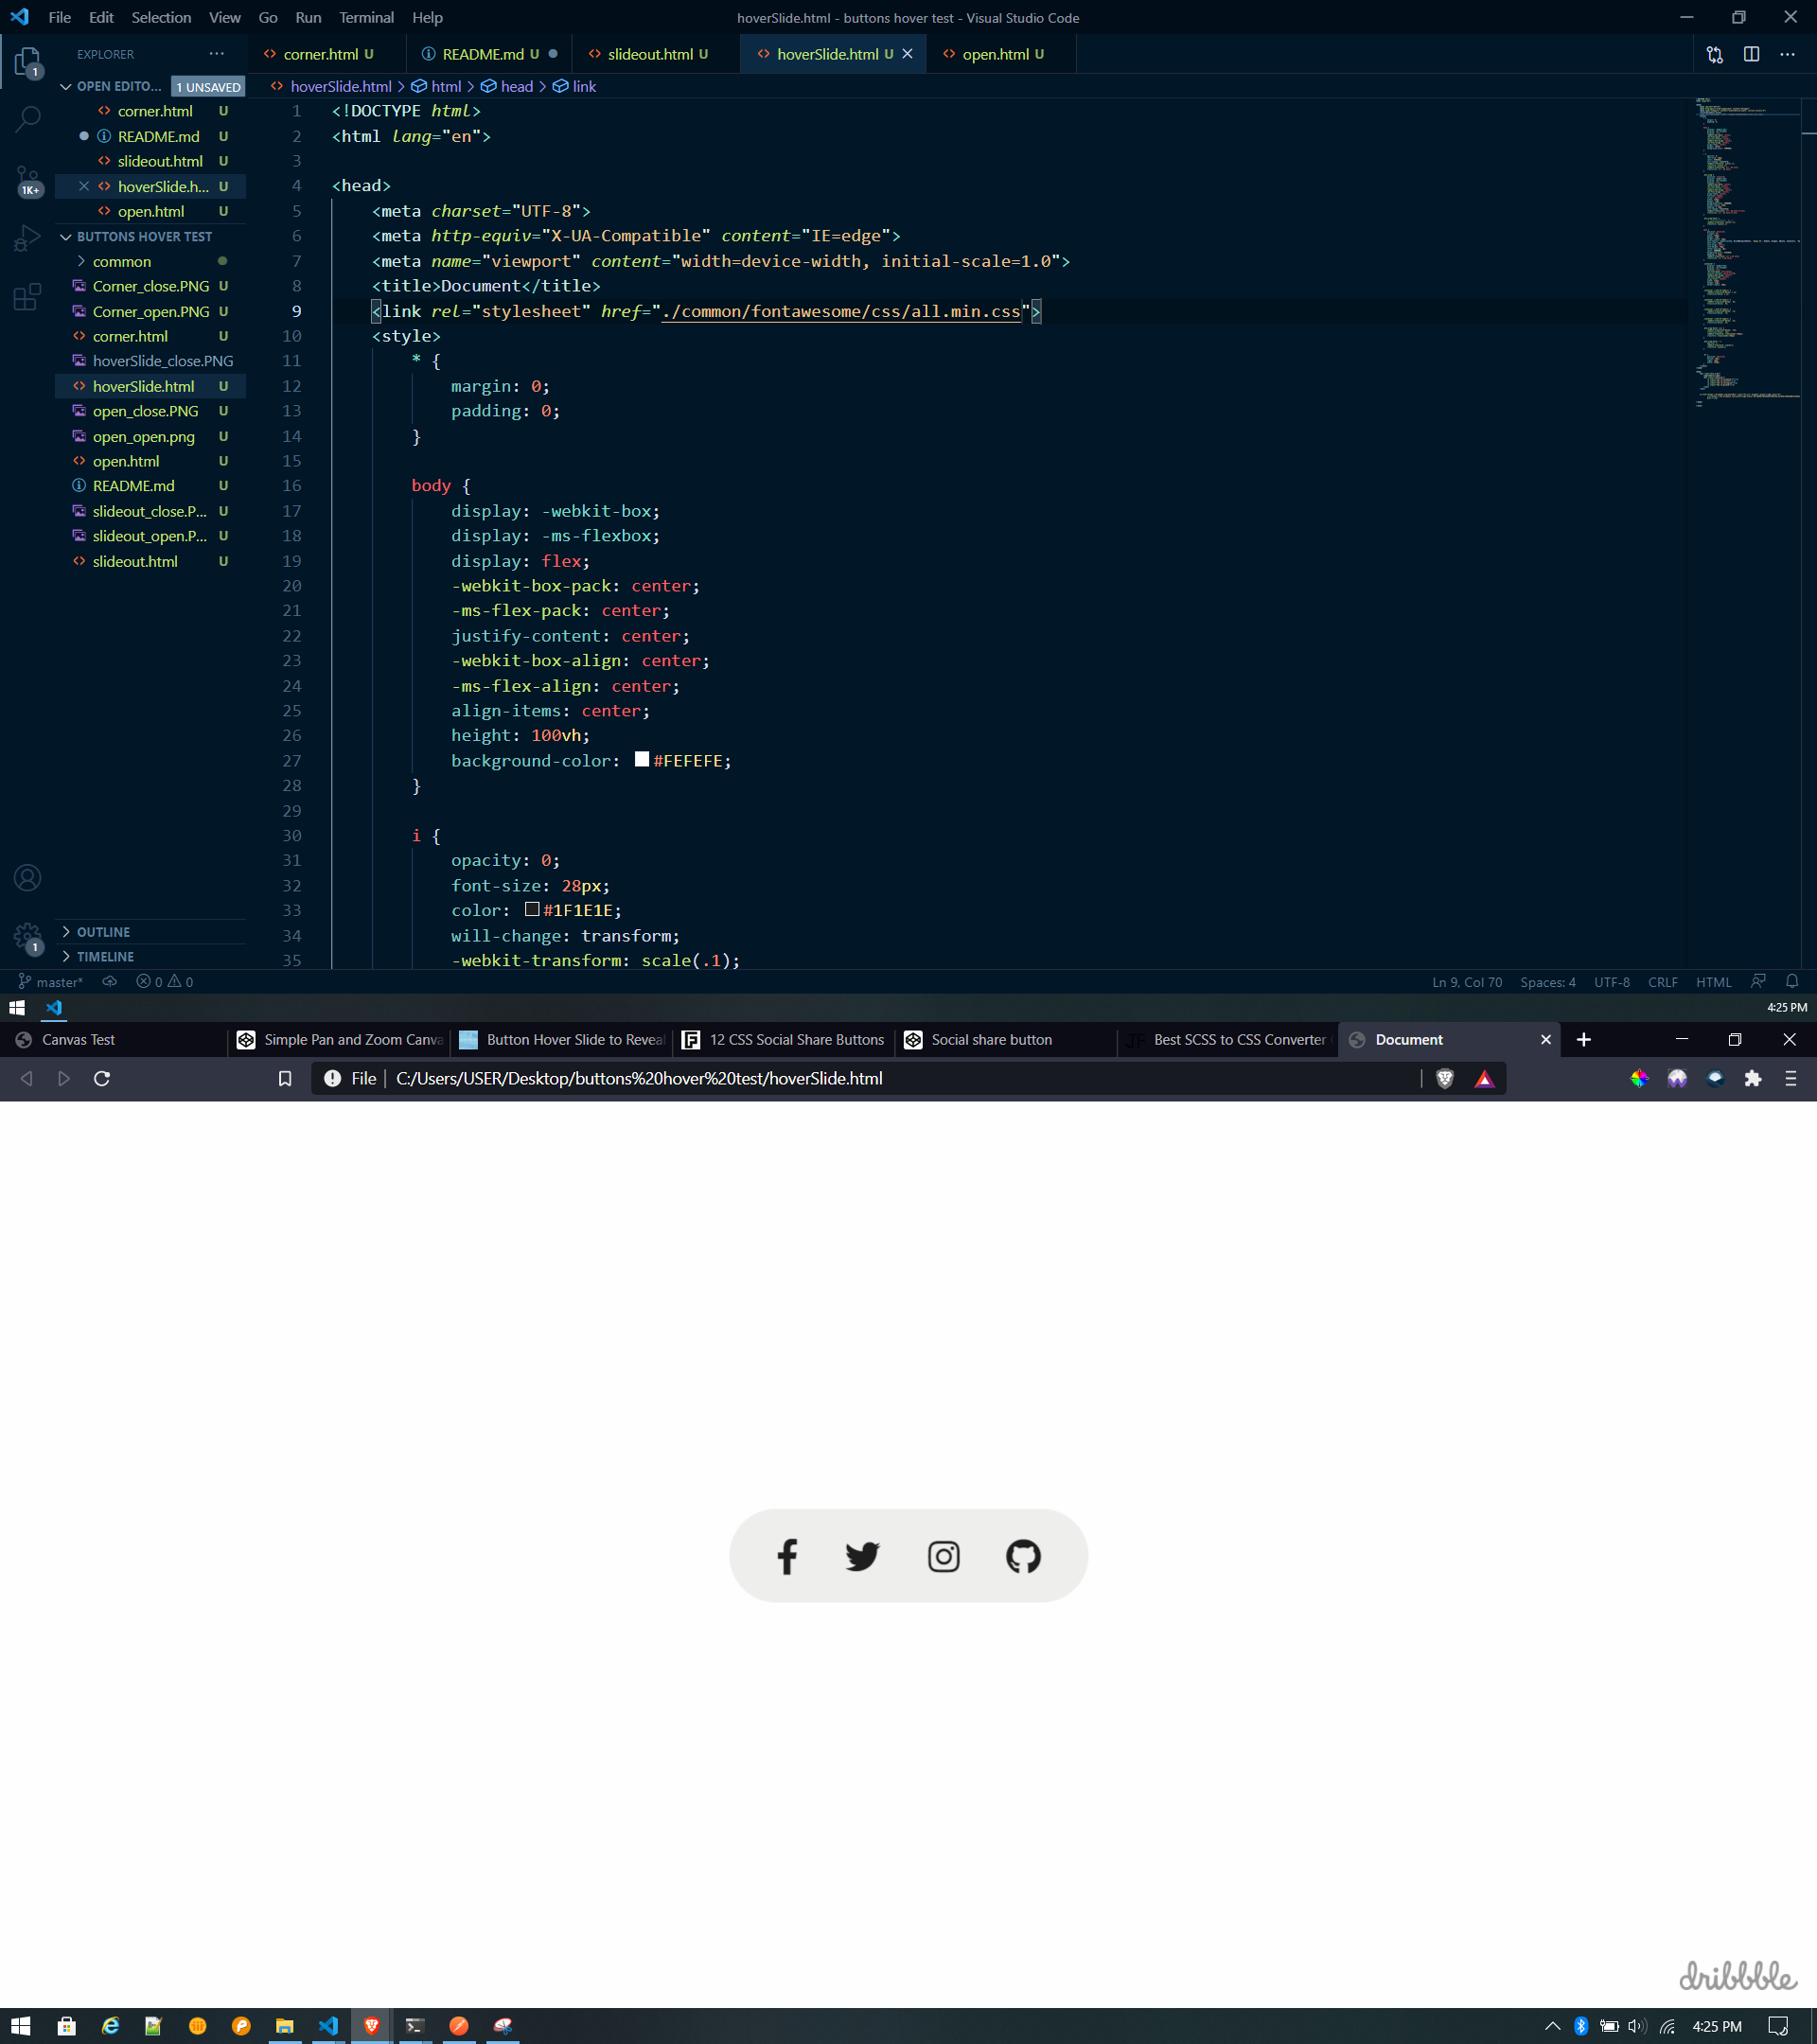 File Edit Selection View Go Run Terminal Help
hoverSlide.html - buttons hover test - Visual Studio Code
EXPLORER
corner.html U
README.md U
slideout.html U
hoverSlide.html U
open.html U
1
OPEN EDITO... 1 UNSAVED
hoverSlide.html > html > head > link
corner.html U
README.md U
slideout.html U
1K+
hoverSlide.h... U
open.html U
BUTTONS HOVER TEST
common
Corner_close.PNG U
Corner_open.PNG U
corner.html U
hoverSlide_close.PNG
hoverSlide.html U
open_close.PNG U
open_open.png U
open.html U
README.md U
slideout_close.P... U
slideout_open.P... U
slideout.html U
OUTLINE
1
TIMELINE
1 <!DOCTYPE html>
2 <html lang="en">
3
4 <head>
5 <meta charset="UTF-8">
6 <meta http-equiv="X-UA-Compatible" content="IE=edge">
7 <meta name="viewport" content="width=device-width, initial-scale=1.0">
8 <title>Document</title>
9 <link rel="stylesheet" href="./common/fontawesome/css/all.min.css">
10 <style>
11 * {
12 margin: 0;
13 padding: 0;
14 }
15
16 body {
17 display: -webkit-box;
18 display: -ms-flexbox;
19 display: flex;
20 -webkit-box-pack: center;
21 -ms-flex-pack: center;
22 justify-content: center;
23 -webkit-box-align: center;
24 -ms-flex-align: center;
25 align-items: center;
26 height: 100vh;
27 background-color: #FEFEFE;
28 }
29
30 i {
31 opacity: 0;
32 font-size: 28px;
33 color: #1F1E1E;
34 will-change: transform;
35 -webkit-transform: scale(.1);
master* 0 0
Ln 9, Col 70 Spaces: 4 UTF-8 CRLF HTML
4:25 PM
Canvas Test
Simple Pan and Zoom Canva
Button Hover Slide to Reveal
12 CSS Social Share Buttons
Social share button
Best SCSS to CSS Converter
Document
File | C:/Users/USER/Desktop/buttons%20hover%20test/hoverSlide.html
dribbble
4:25 PM